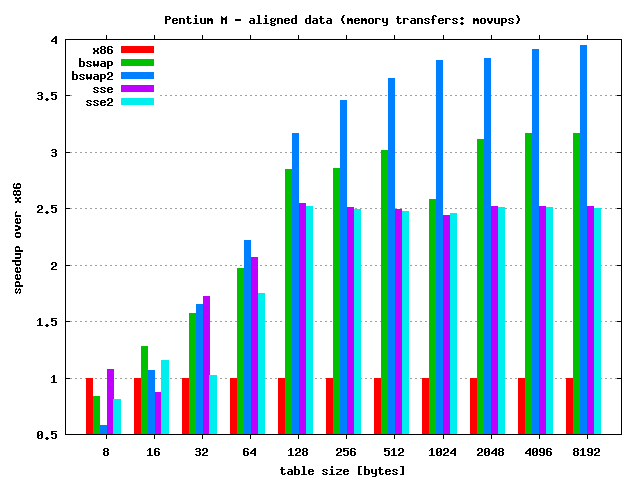 Pentium M - aligned data (memory transfers: movups)
x86
bswap
bswap2
sse
sse2
speedup over x86
4
3.5
3
2.5
2
1.5
1
0.5
8 16 32 64 128 256 512 1024 2048 4096 8192
table size [bytes]